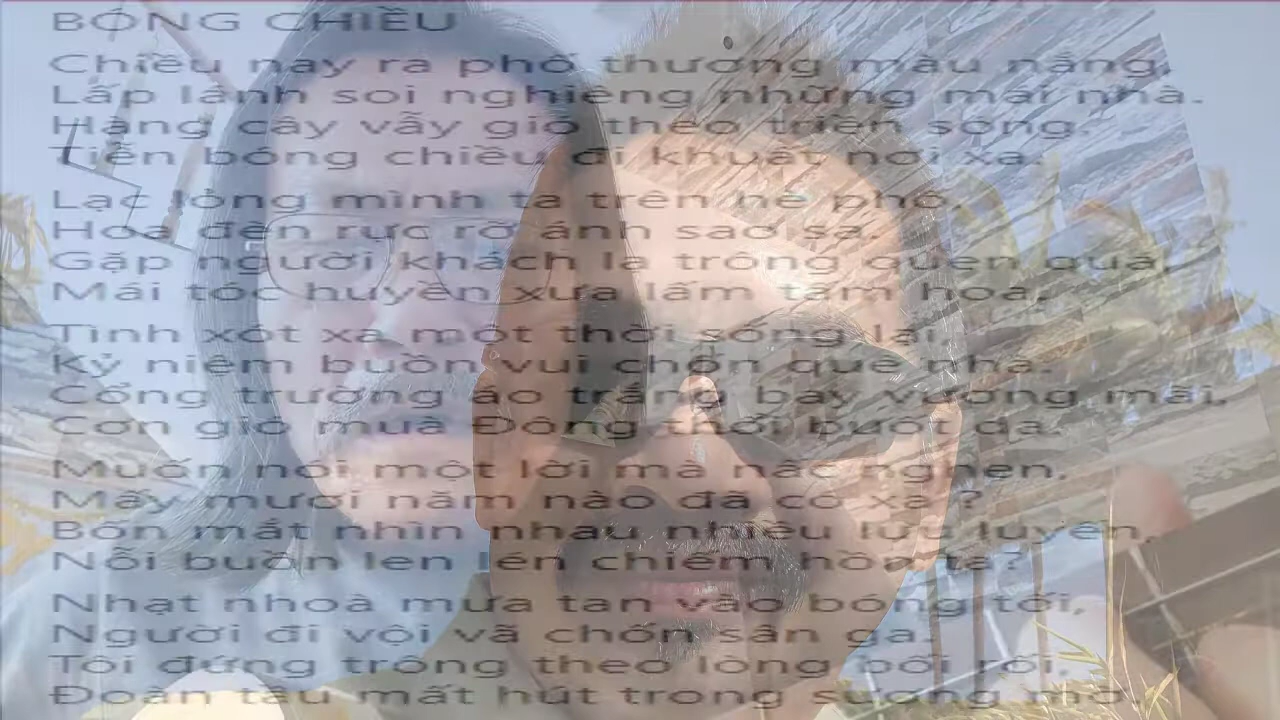 BÓNG CHIỀU
Chiều nay ra phố thương màu nắng,
Lấp lánh soi nghiêng những mái nhà.
Hàng cây vẫy gió theo triền sông,
Tiễn bóng chiều đi khuất nơi xa.
Lạc lỏng mình ta trên hè phố,
Hoa đèn rực rỡ ánh sao sa.
Gặp người khách lạ trông quen quá,
Mái tóc huyền xưa lấm tấm hoa,
Tình xót xa một thời sống lại
Kỷ niệm buồn vui chốn quê nhà.
Cổng trường áo trắng bay vương mãi,
Cơn gió mùa Đông thổi buốt da.
Muốn nói một lời mà nấc nghẹn,
Mấy mươi năm nào đã có xa ?
Bốn mắt nhìn nhau nhiều lưu luyến,
Nỗi buồn len lén chiếm hồn ta?
Nhạt nhoà mưa tan vào bóng tối,
Người đi vội vã chốn sân ga.
Tôi đứng trông theo lòng bối rối,
Đoàn tàu mất hút trong sương mờ